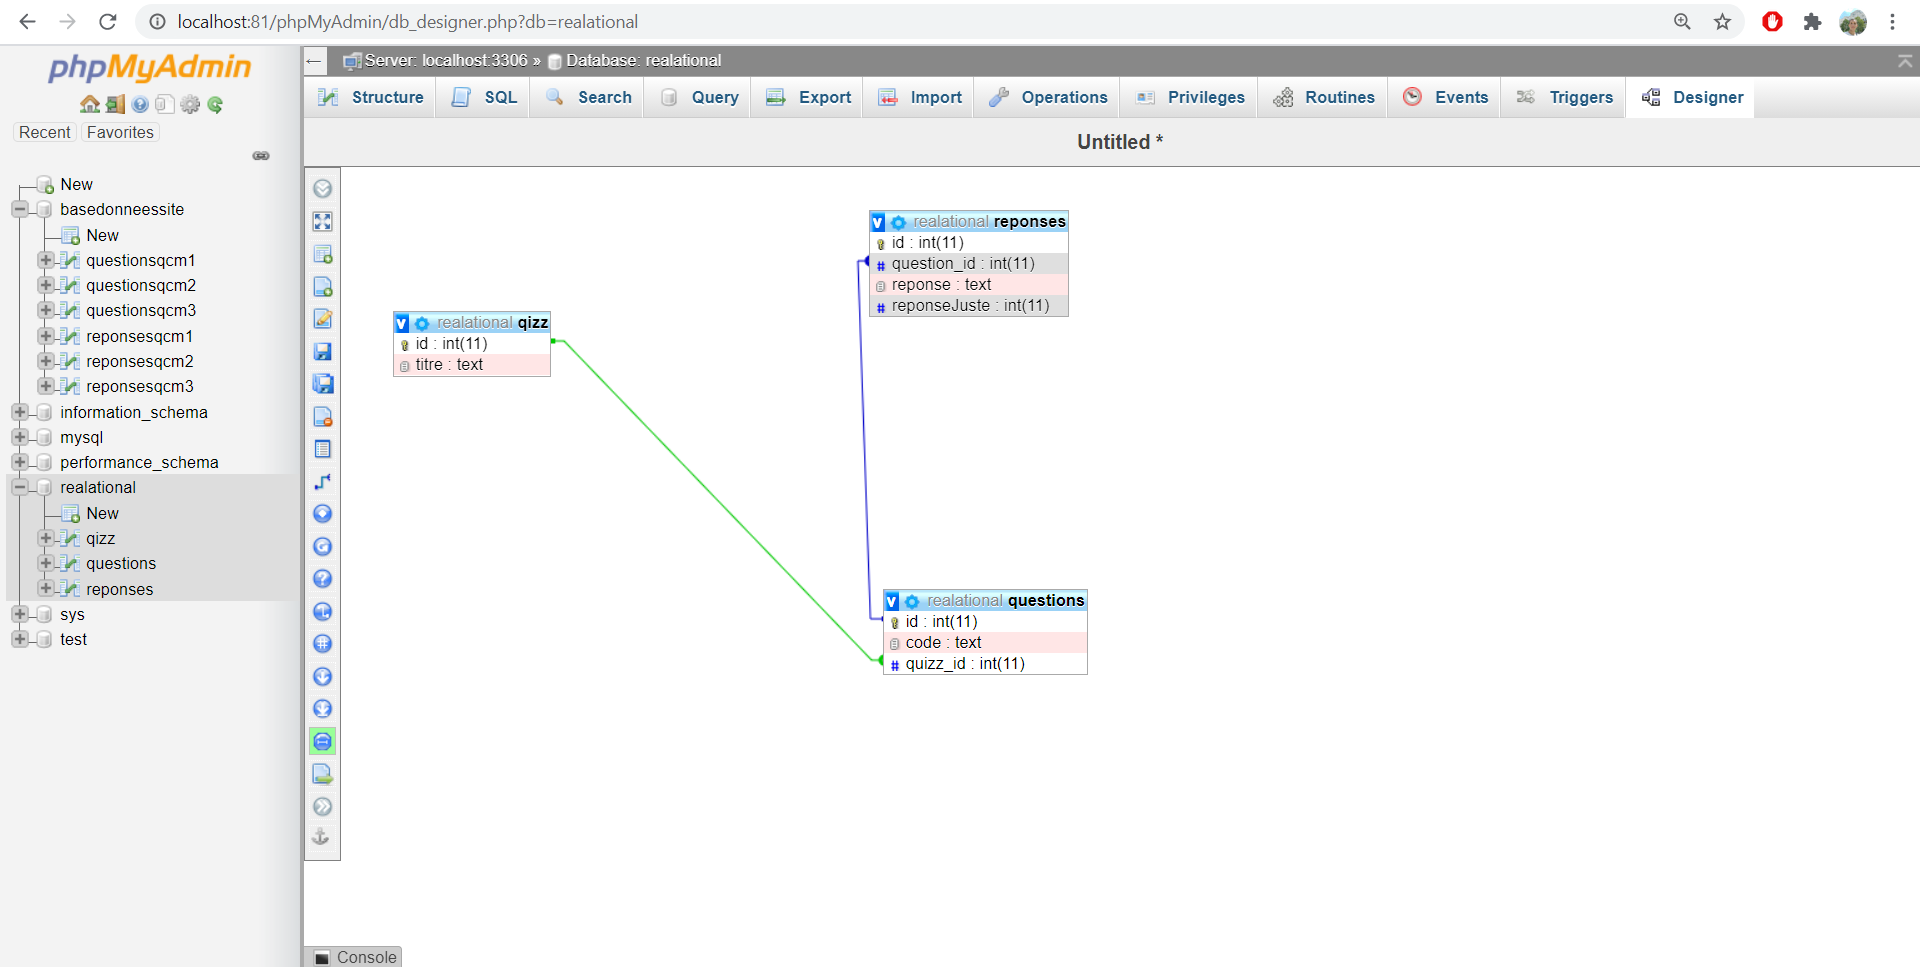 localhost:81/phpMyAdmin/db_designer.php?db=realational
phpMyAdmin
Recent Favorites
New
basedonneessite
New
questionsqcm1
questionsqcm2
questionsqcm3
reponsesqcm1
reponsesqcm2
reponsesqcm3
information_schema
mysql
performance_schema
realational
New
qizz
questions
reponses
sys
test
Server: localhost:3306 » Database: realational
Structure SQL Search Query Export Import Operations Privileges Routines Events Triggers Designer
Untitled *
v realational reponses
id : int(11)
# question_id : int(11)
reponse : text
# reponseJuste : int(11)
v realational qizz
id : int(11)
titre : text
v realational questions
id : int(11)
code : text
# quizz_id : int(11)
Console